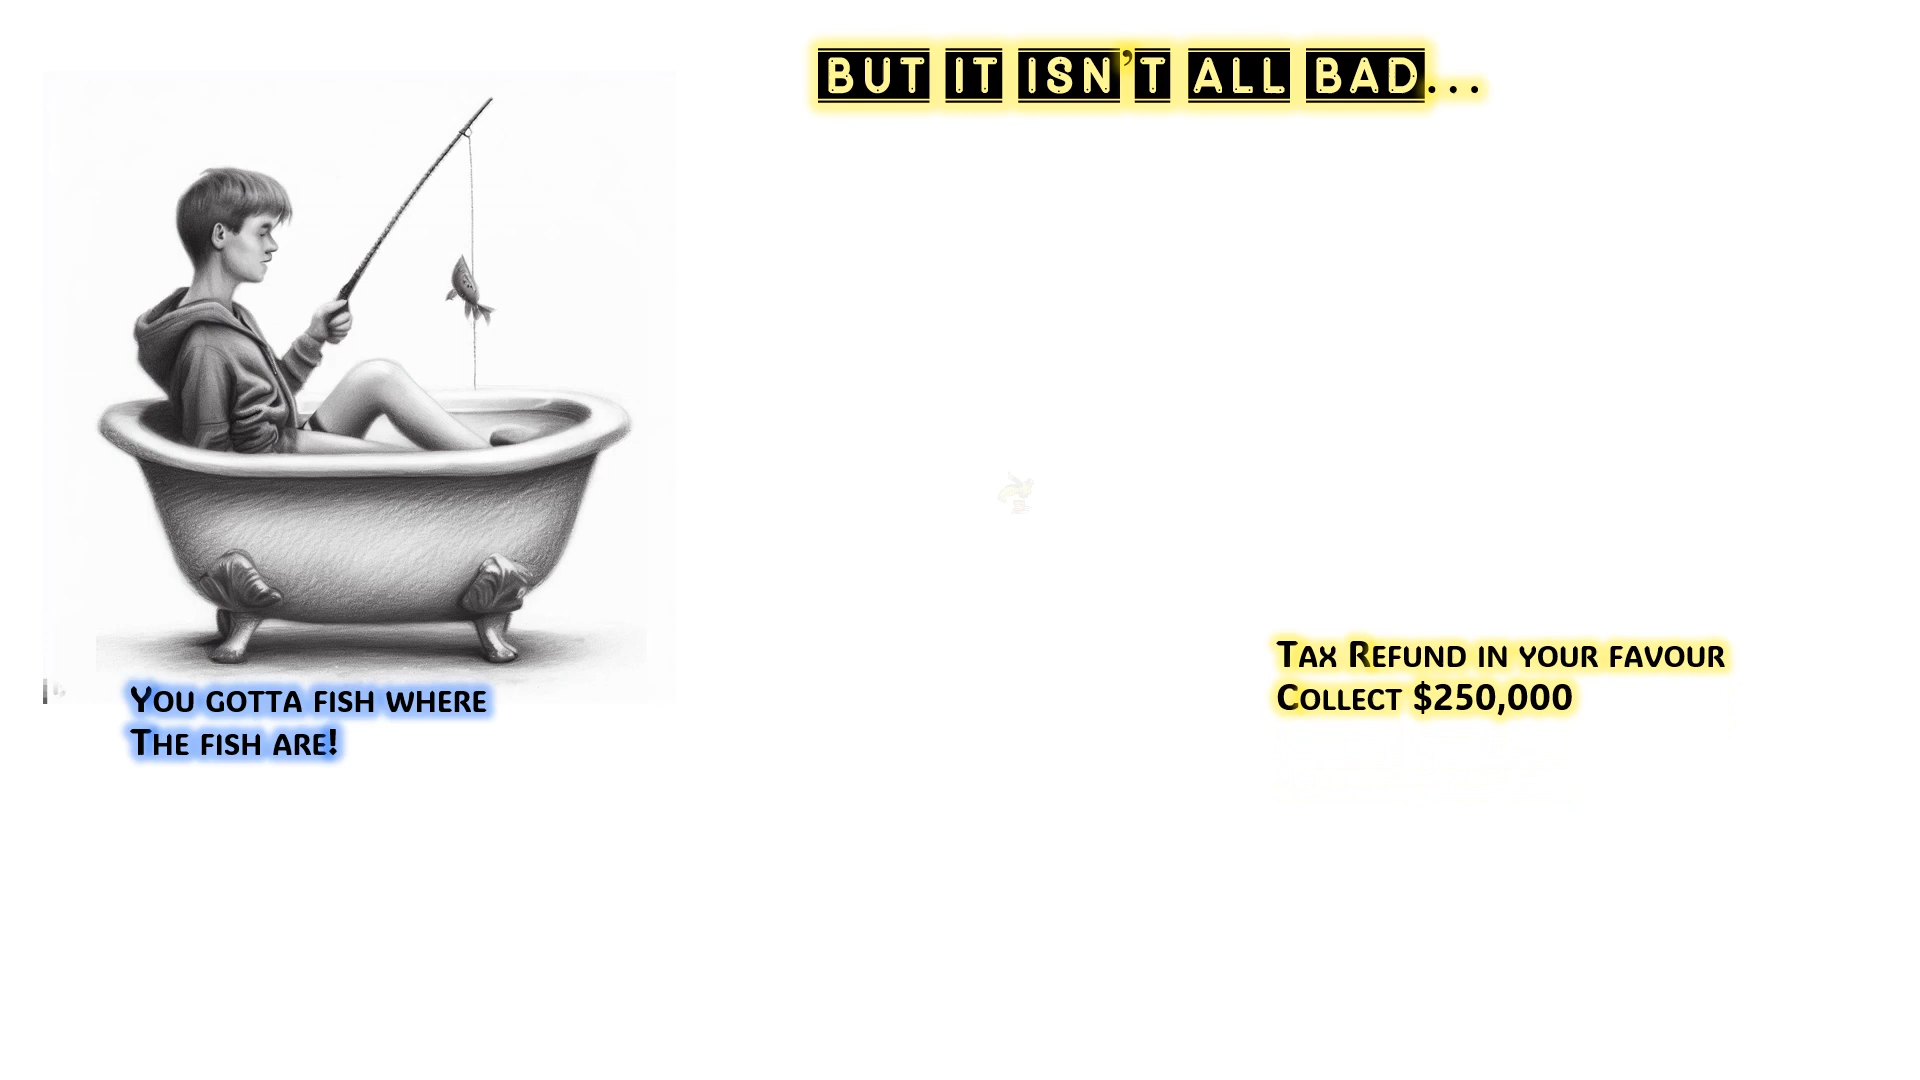 BUT IT ISN'T ALL BAD...
You gotta fish where
The fish are!
Tax Refund in your favour
Collect $250,000